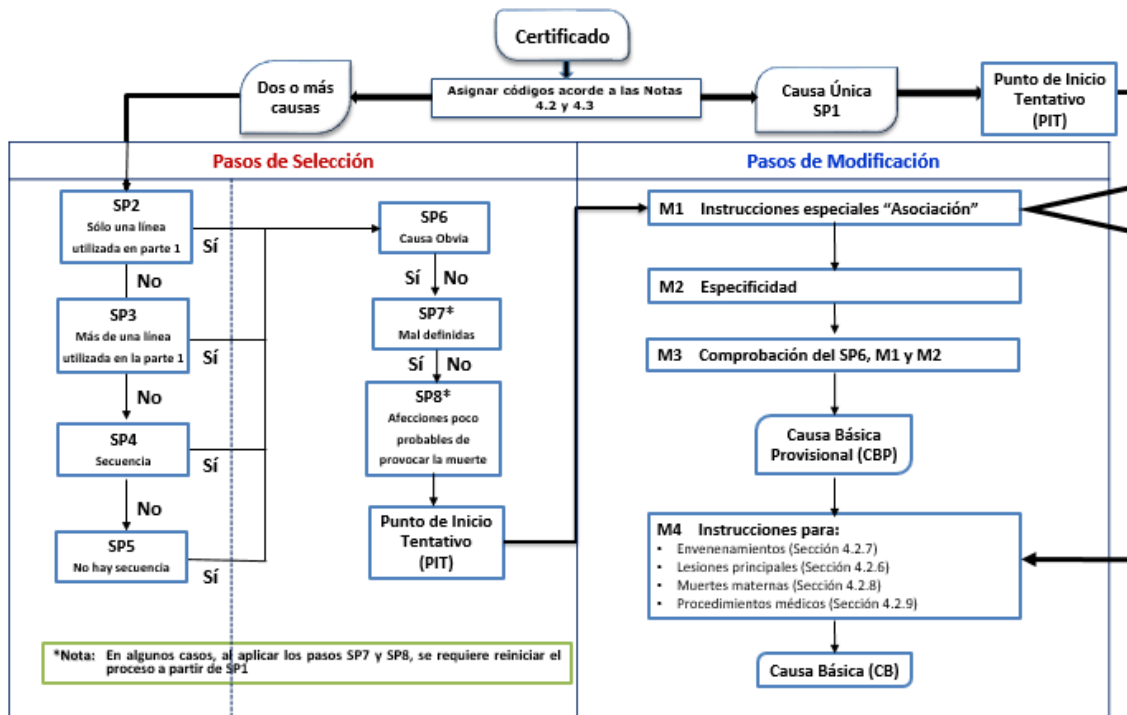 Certificado
Dos o más
causas
Asignar códigos acorde a las Notas
4.2 y 4.3
Causa Única
SP1
Punto de Inicio
Tentativo
(PIT)
Pasos de Selección
Pasos de Modificación
SP2
Sólo una línea
utilizada en parte 1
Sí
No
SP3
Más de una línea
utilizada en la parte 1
Sí
No
SP4
Secuencia
Sí
No
SP5
No hay secuencia
Sí
SP6
Causa Obvia
Sí No
SP7*
Mal definidas
Sí No
SP8*
Afecciones poco
probables de
provocar la muerte
Punto de Inicio
Tentativo
(PIT)
*Nota: En algunos casos, al aplicar los pasos SP7 y SP8, se requiere reiniciar el
proceso a partir de SP1
M1 Instrucciones especiales “Asociación”
M2 Especificidad
M3 Comprobación del SP6, M1 y M2
Causa Básica
Provisional (CBP)
M4 Instrucciones para:
• Envenenamientos (Sección 4.2.7)
• Lesiones principales (Sección 4.2.6)
• Muertes maternas (Sección 4.2.8)
• Procedimientos médicos (Sección 4.2.9)
Causa Básica (CB)